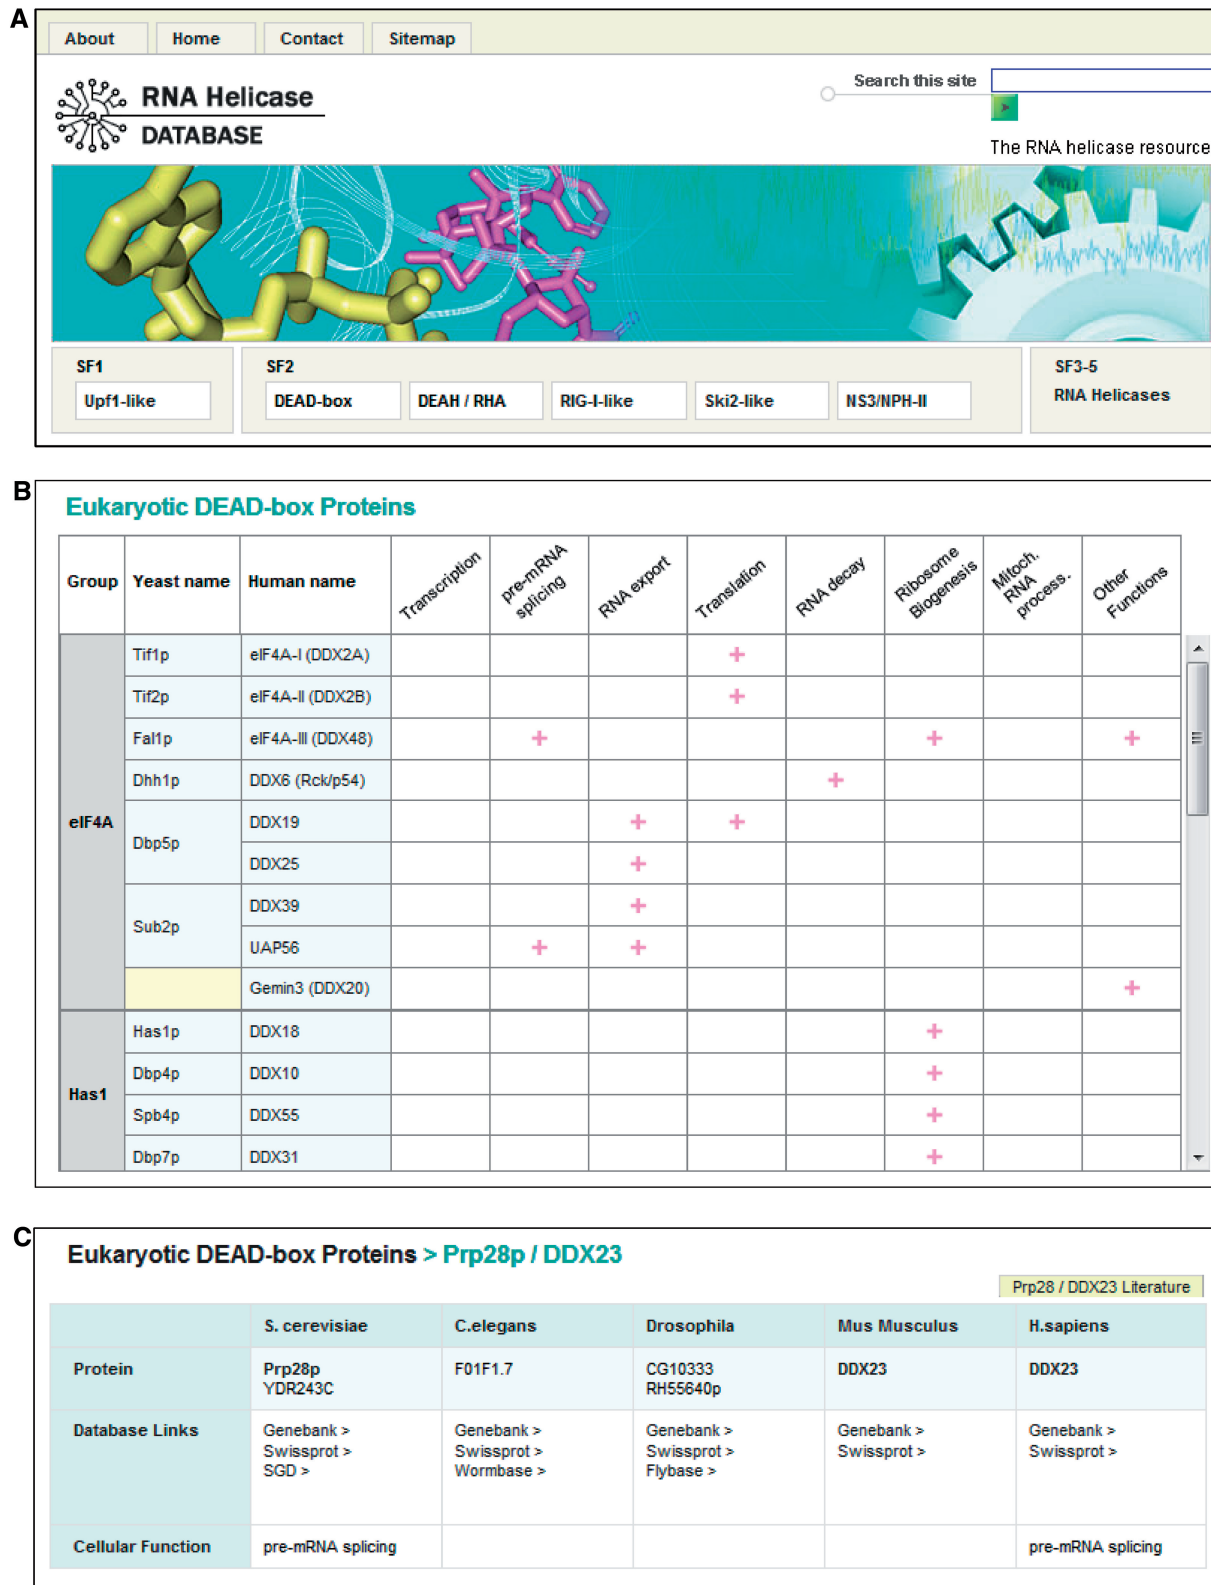 A
About Home Contact Sitemap
RNA Helicase
DATABASE
Search this site
The RNA helicase resource
SF1
Upf1-like
SF2
DEAD-box DEAH / RHA RIG-I-like Ski2-like NS3/NPH-II
SF3-5
RNA Helicases
B
Eukaryotic DEAD-box Proteins
Group Yeast name Human name Transcription pre-mRNA splicing RNA export Translation RNA decay Ribosome Biogenesis Mitoch. RNA process. Other Functions
eIF4A
Tif1p eIF4A-I (DDX2A) +
Tif2p eIF4A-II (DDX2B) +
Fal1p eIF4A-III (DDX48) + + +
Dhh1p DDX6 (Rck/p54) +
Dbp5p DDX19 + +
DDX25 +
Sub2p DDX39 +
UAP56 + +
Gemin3 (DDX20) +
Has1
Has1p DDX18 +
Dbp4p DDX10 +
Spb4p DDX55 +
Dbp7p DDX31 +
C
Eukaryotic DEAD-box Proteins > Prp28p / DDX23
Prp28 / DDX23 Literature
S. cerevisiae C.elegans Drosophila Mus Musculus H.sapiens
Protein Prp28p F01F1.7 CG10333 DDX23 DDX23
YDR243C RH55640p
Database Links Genebank > Genebank > Genebank > Genebank > Genebank >
Swissprot > Swissprot > Swissprot > Swissprot > Swissprot >
SGD > Wormbase > Flybase >
Cellular Function pre-mRNA splicing pre-mRNA splicing